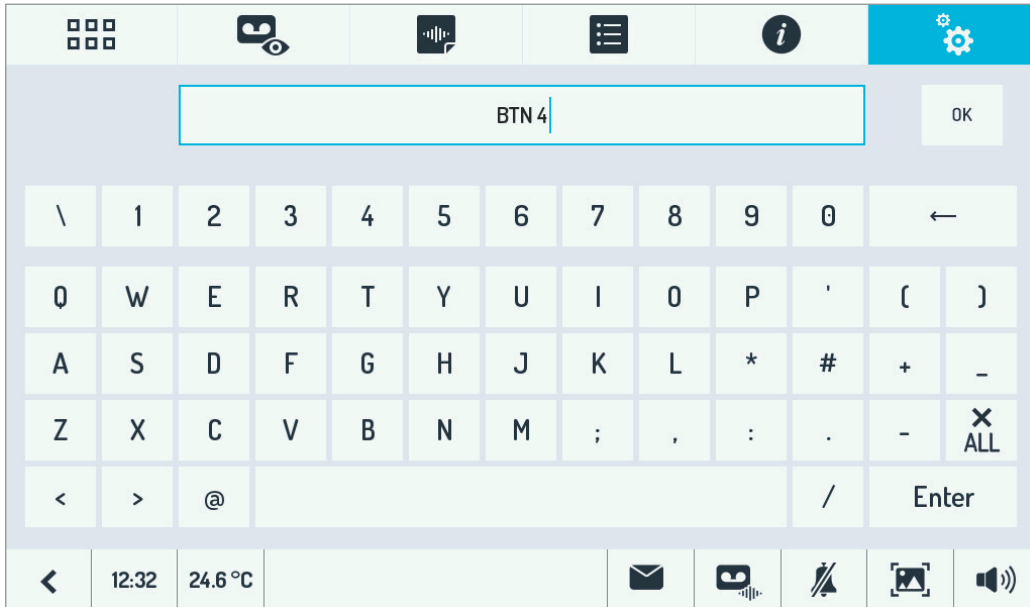 BTN 4 OK
\ 1 2 3 4 5 6 7 8 9 0 ←
Q W E R T Y U I O P ' ( )
A S D F G H J K L * # + _
Z X C V B N M ; , : . - × ALL
< > @ / Enter
12:32 24.6 °C